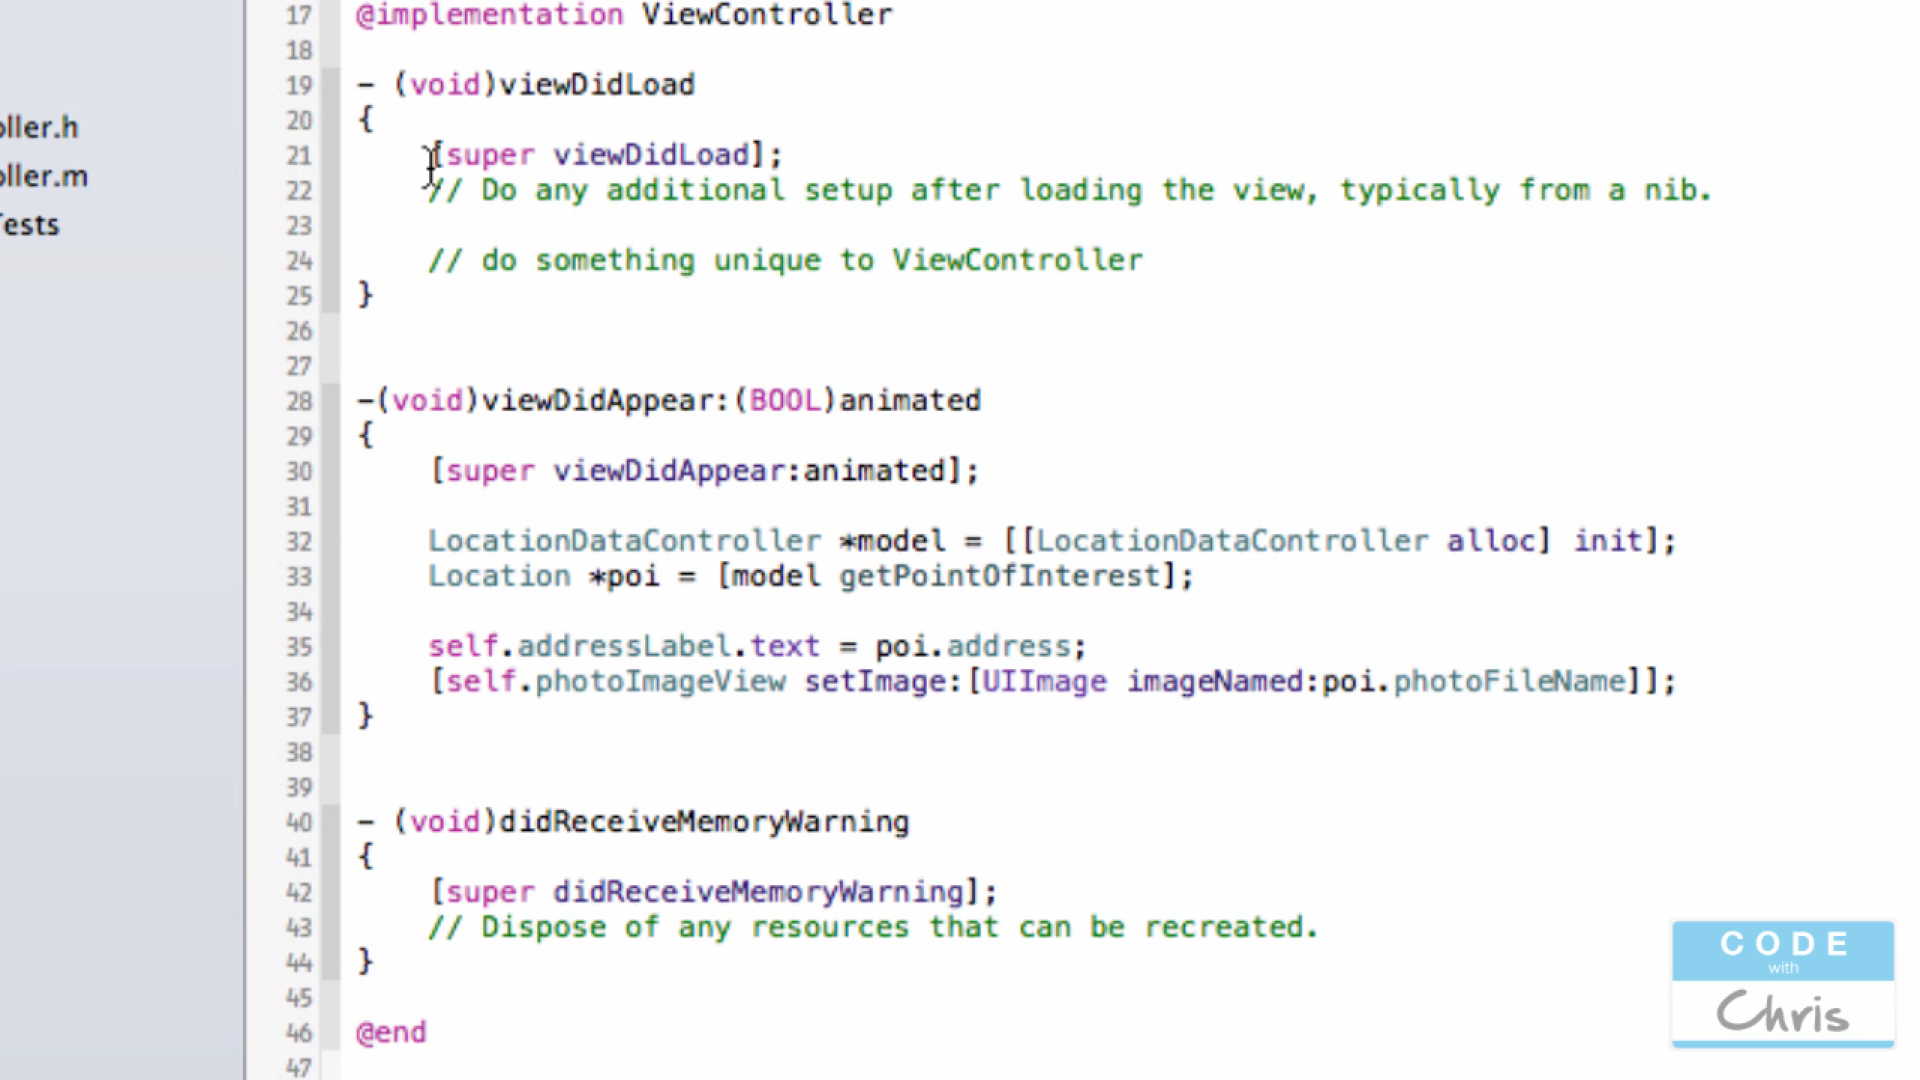 oller.h
oller.m
Tests
17 @implementation ViewController
18
19 - (void)viewDidLoad
20 {
21 [super viewDidLoad];
22 // Do any additional setup after loading the view, typically from a nib.
23
24 // do something unique to ViewController
25 }
26
27
28 -(void)viewDidAppear:(BOOL)animated
29 {
30 [super viewDidAppear:animated];
31
32 LocationDataController *model = [[LocationDataController alloc] init];
33 Location *poi = [model getPointOfInterest];
34
35 self.addressLabel.text = poi.address;
36 [self.photoImageView setImage:[UIImage imageNamed:poi.photoFileName]];
37 }
38
39
40 - (void)didReceiveMemoryWarning
41 {
42 [super didReceiveMemoryWarning];
43 // Dispose of any resources that can be recreated.
44 }
45
46 @end
47
CODE
with
Chris